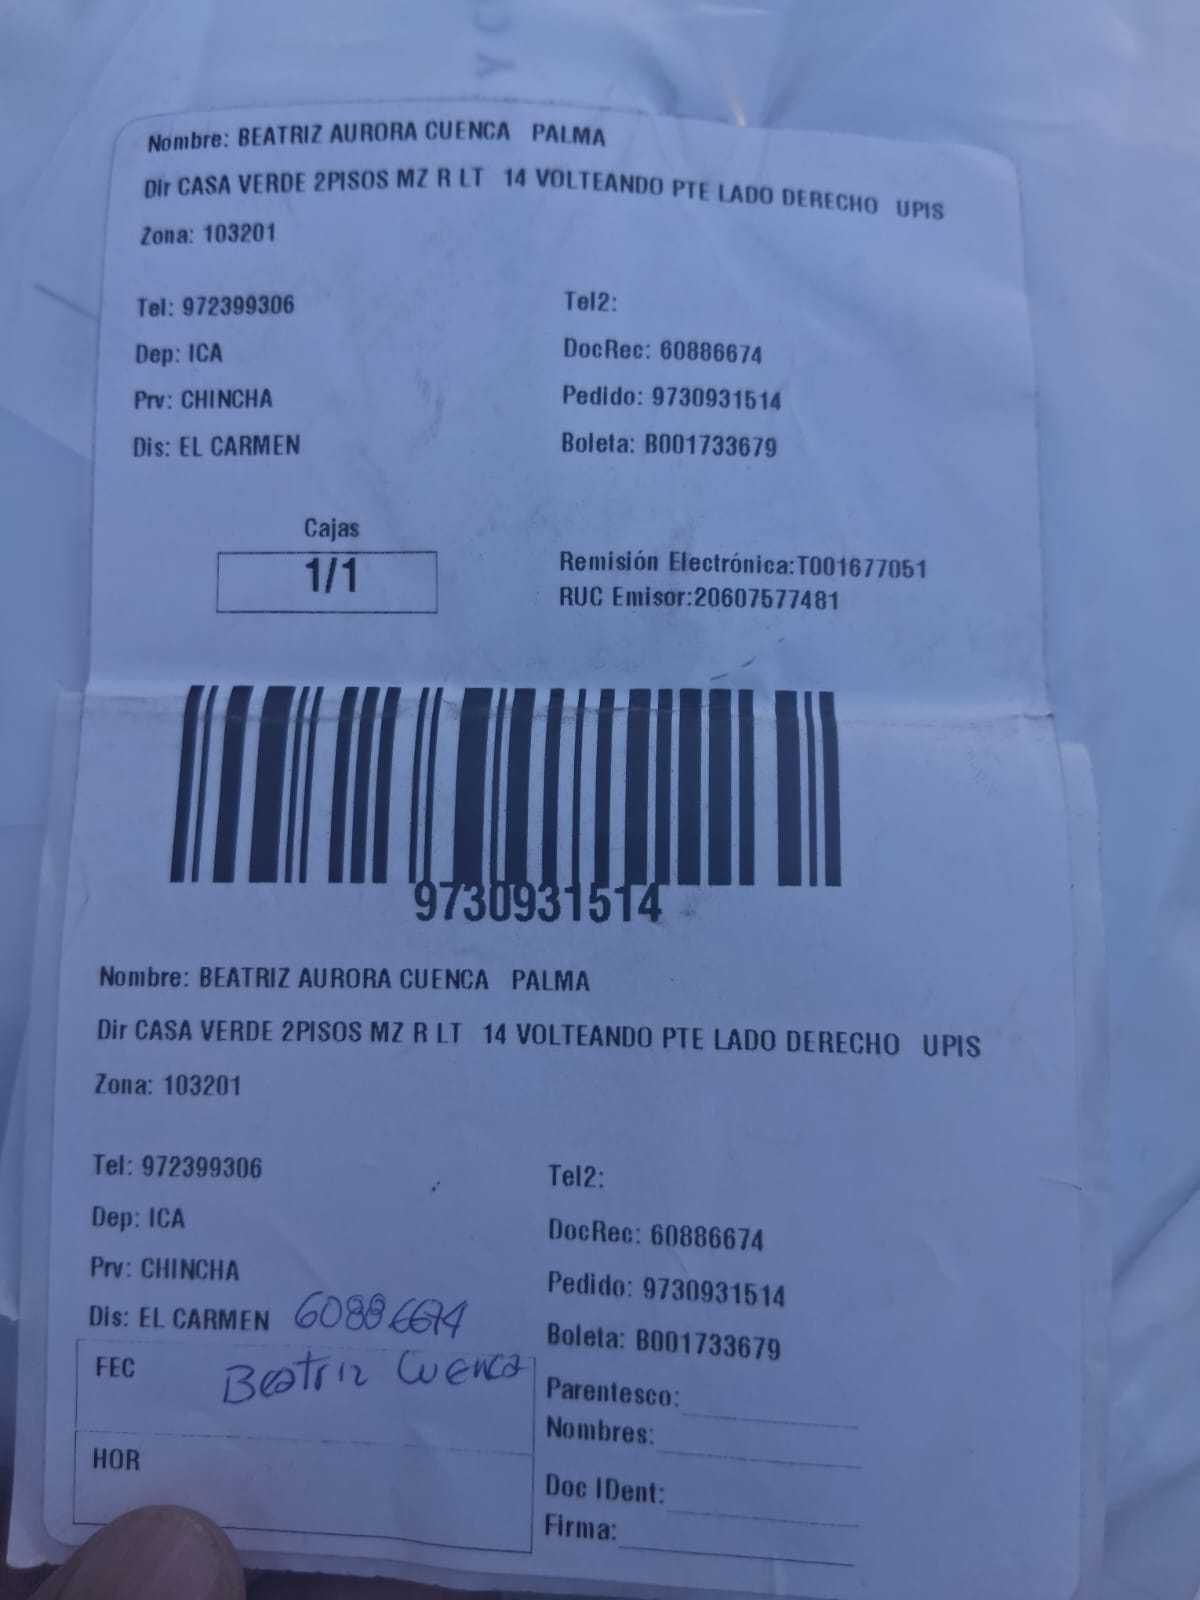 YC
Nombre: BEATRIZ AURORA CUENCA PALMA
Dir CASA VERDE 2PISOS MZ R LT 14 VOLTEANDO PTE LADO DERECHO UPIS
Zona: 103201
Tel: 972399306 Tel2:
Dep: ICA DocRec: 60886674
Prv: CHINCHA Pedido: 9730931514
Dis: EL CARMEN Boleta: B001733679
Cajas
1/1
Remisión Electrónica:T001677051
RUC Emisor:20607577481
9730931514
Nombre: BEATRIZ AURORA CUENCA PALMA
Dir CASA VERDE 2PISOS MZ R LT 14 VOLTEANDO PTE LADO DERECHO UPIS
Zona: 103201
Tel: 972399306 Tel2:
Dep: ICA DocRec: 60886674
Prv: CHINCHA Pedido: 9730931514
Dis: EL CARMEN 60886674 Boleta: B001733679
FEC Beatriz Cuenca Parentesco:
Nombres:
HOR Doc IDent:
Firma: